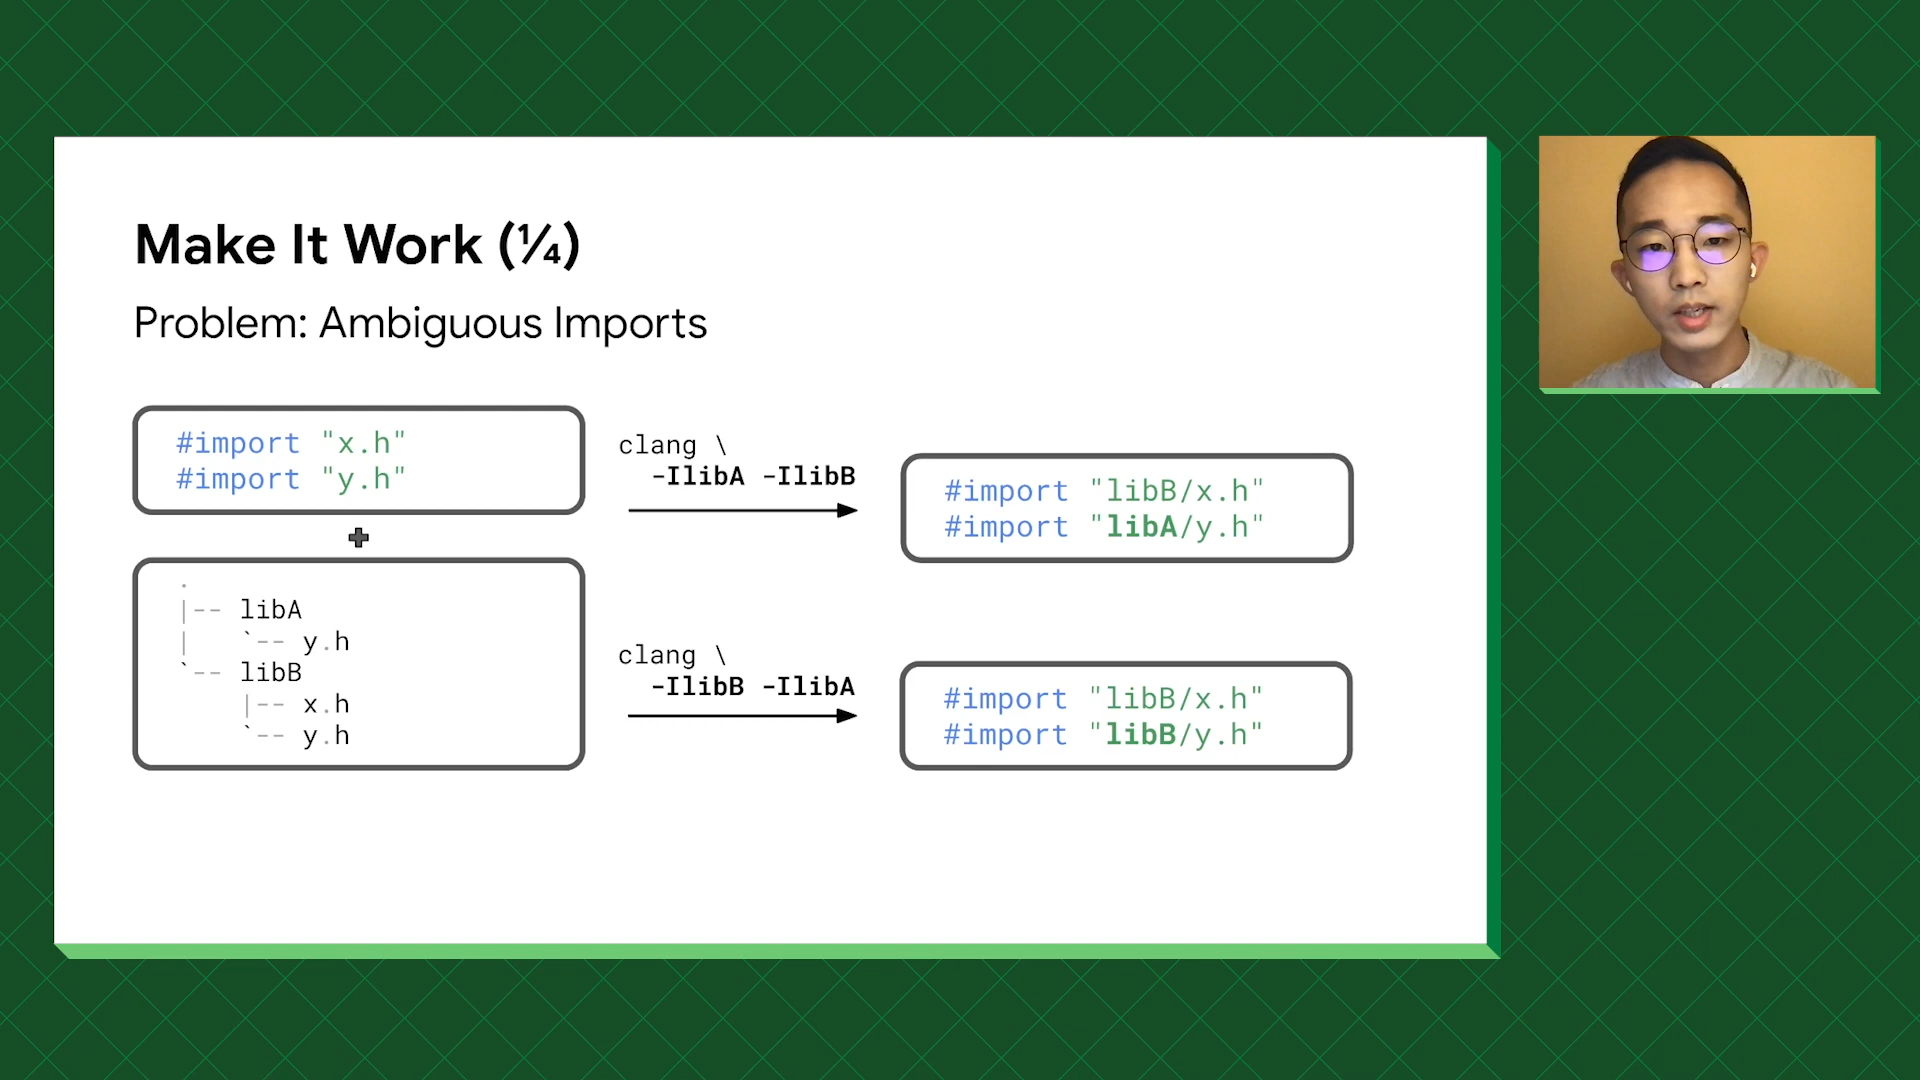 Make It Work (¼)
Problem: Ambiguous Imports
#import "x.h"
#import "y.h"
.
|-- libA
|   `-- y.h
`-- libB
    |-- x.h
    `-- y.h
clang \
-IlibA -IlibB
#import "libB/x.h"
#import "libA/y.h"
clang \
-IlibB -IlibA
#import "libB/x.h"
#import "libB/y.h"